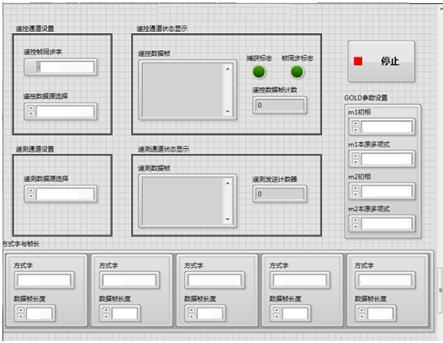 遥控通道设置
遥控帧同步字
遥控数据源选择
遥控通道状态显示
遥控数据帧
捕获标志
帧同步标志
遥控数据帧计数
0
停止
GOLD参数设置
m1初相
m1本原多项式
m2初相
m2本原多项式
遥测通道设置
遥测数据源选择
遥测通道状态显示
遥测数据帧
遥测发送计数器
0
方式字与帧长
方式字
数据帧长度
方式字
数据帧长度
方式字
数据帧长度
方式字
数据帧长度
方式字
数据帧长度